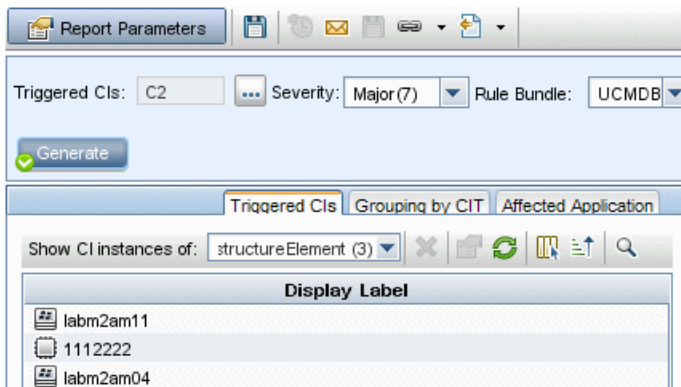 Report Parameters
Triggered CIs: C2 ... Severity: Major(7) Rule Bundle: UCMDB
Generate
Triggered CIs Grouping by CIT Affected Application
Show CI instances of: structureElement (3)
Display Label
labm2am11
1112222
labm2am04